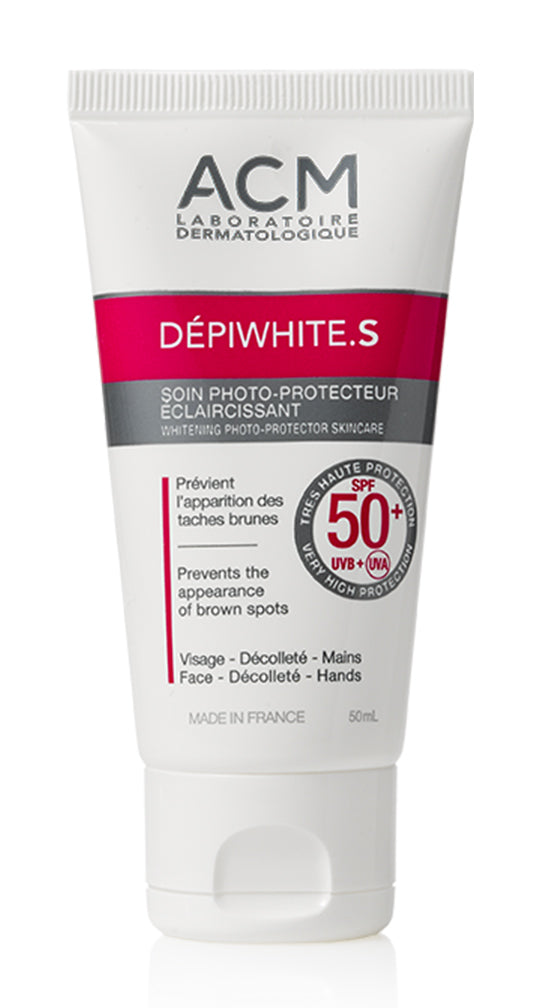 ACM
LABORATOIRE
DERMATOLOGIQUE
DÉPIWHITE.S
SOIN PHOTO-PROTECTEUR
ECLAIRCISSANT
WHITENING PHOTO-PROTECTOR SKINCARE
Prévient
l'apparition des
taches brunes
Prevents the
appearance
of brown spots
TRES HAUTE PROTECTION
SPF
50+
UVB + UVA
VERY HIGH PROTECTION
Visage - Décolleté - Mains
Face - Décolleté - Hands
MADE IN FRANCE 50mL